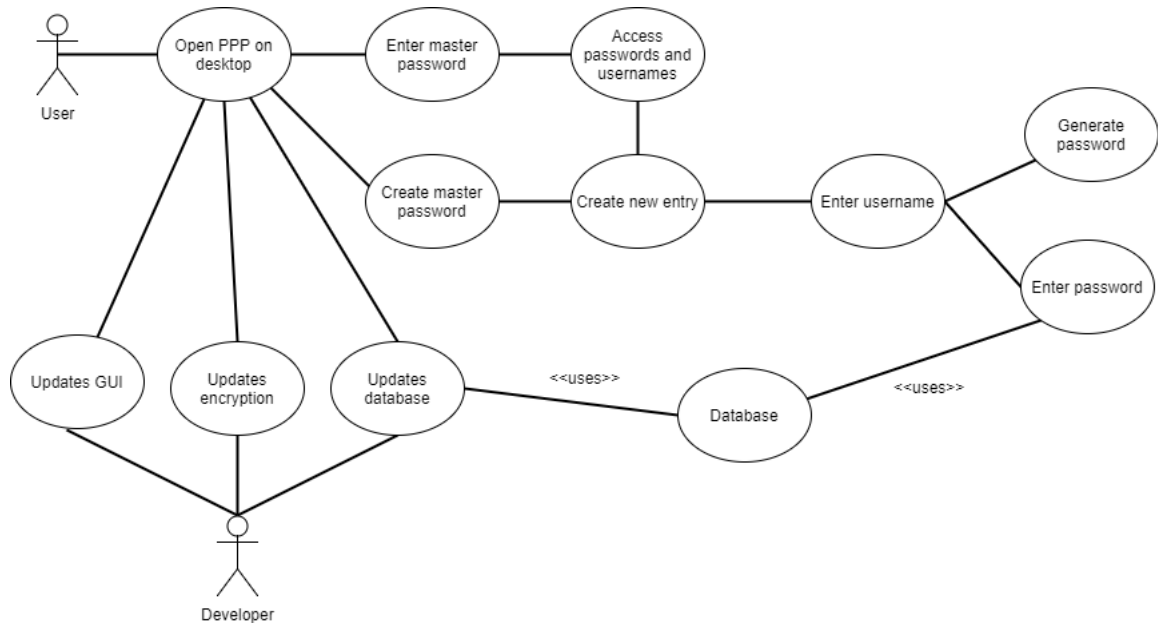 Open PPP on
desktop
Enter master
password
Access
passwords and
usernames
User
Generate
password
Create master
password
Create new entry
Enter username
Enter password
Updates GUI
Updates
encryption
Updates
database
<<uses>>
<<uses>>
Database
Developer